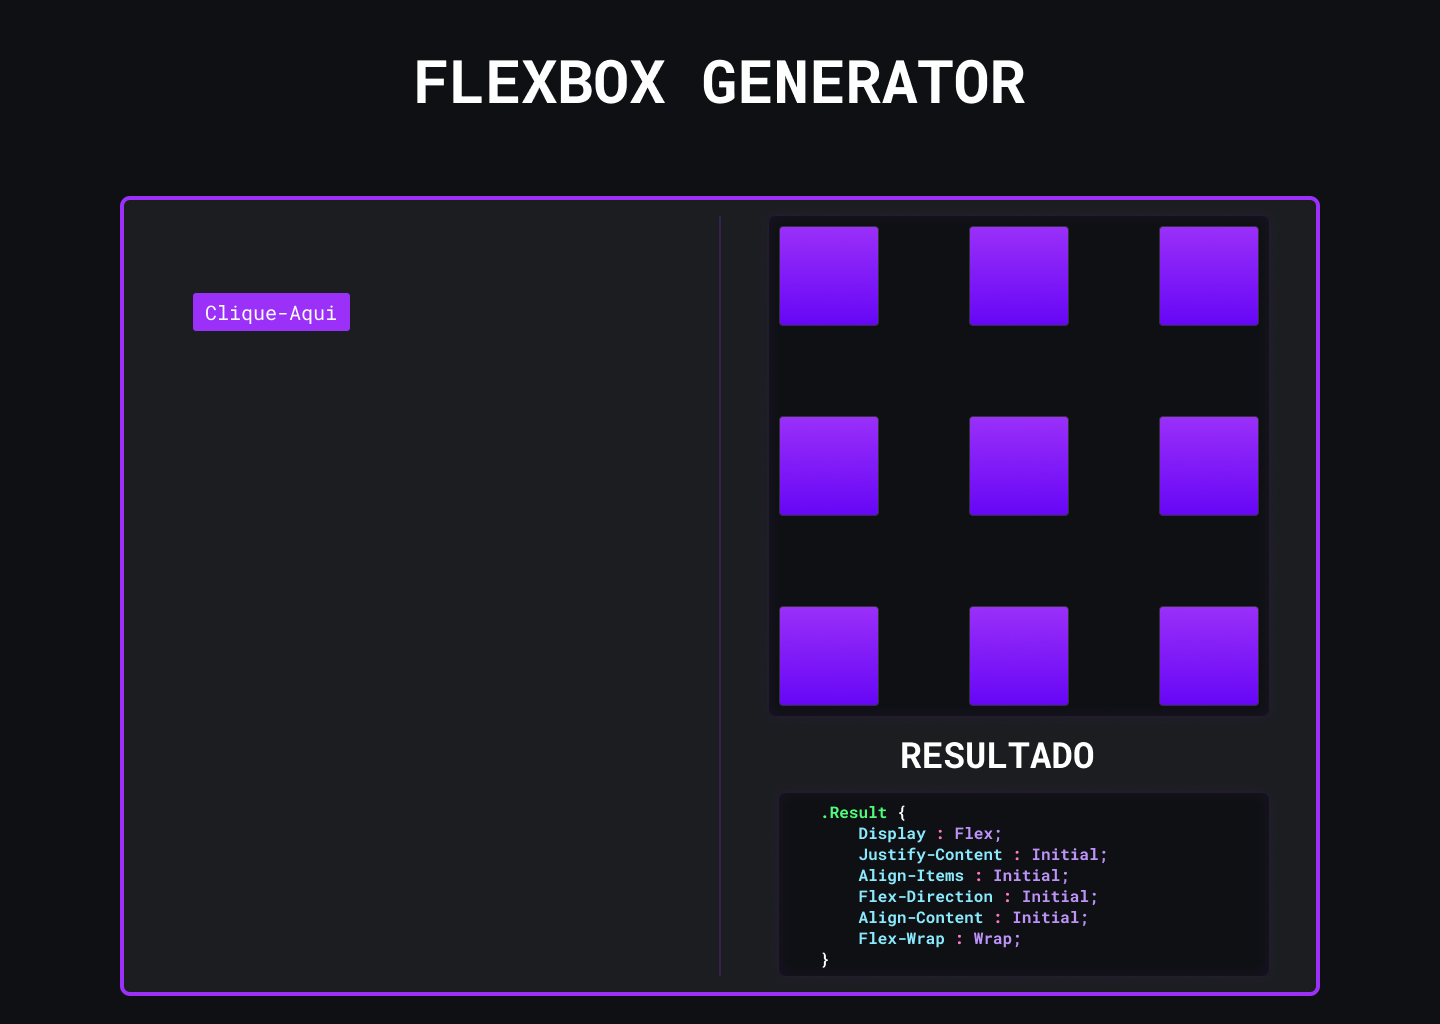 FLEXBOX GENERATOR
Clique-Aqui
RESULTADO
.Result {
Display : Flex;
Justify-Content : Initial;
Align-Items : Initial;
Flex-Direction : Initial;
Align-Content : Initial;
Flex-Wrap : Wrap;
}